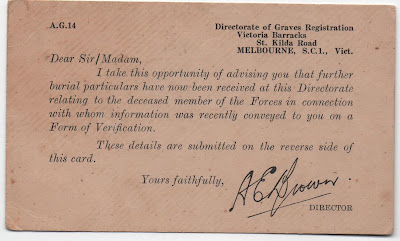 A.G.14
Directorate of Graves Registration
Victoria Barracks
St. Kilda Road
MELBOURNE, S.C.1., Vict.
Dear Sir/Madam,
I take this opportunity of advising you that further
burial particulars have now been received at this Directorate
relating to the deceased member of the Forces in connection
with whom information was recently conveyed to you on a
Form of Verification.
These details are submitted on the reverse side of
this card.
Yours faithfully,
A E Brown.
DIRECTOR